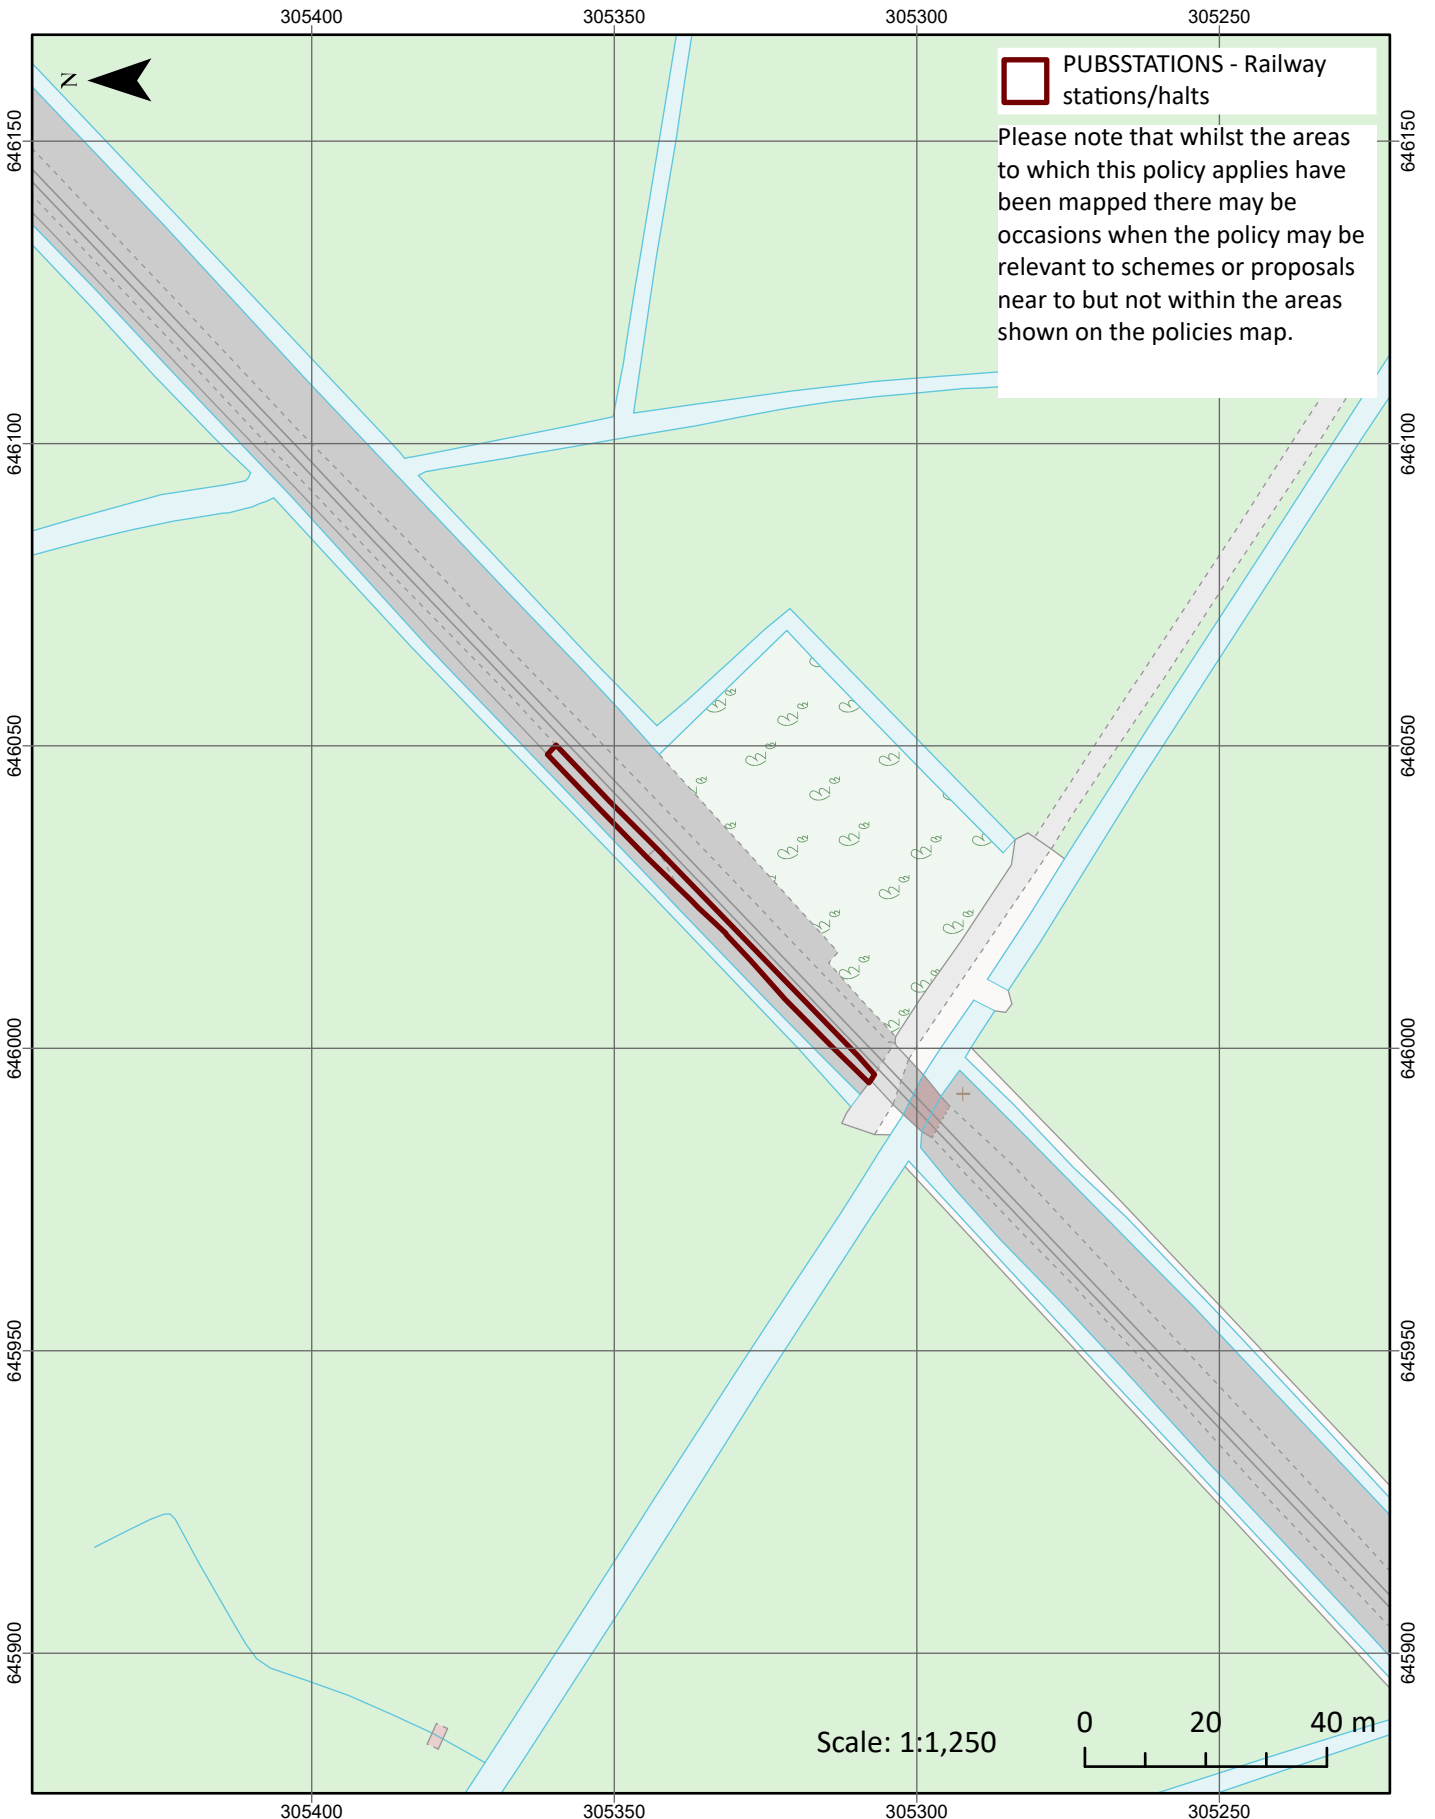 305400 305350 305300 305250
N
PUBSSTATIONS - Railway
stations/halts
Please note that whilst the areas
to which this policy applies have
been mapped there may be
occasions when the policy may be
relevant to schemes or proposals
near to but not within the areas
shown on the policies map.
646150 646150
646100 646100
646050 646050
646000 646000
645950 645950
645900 645900
Scale: 1:1,250
0 20 40 m
305400 305350 305300 305250